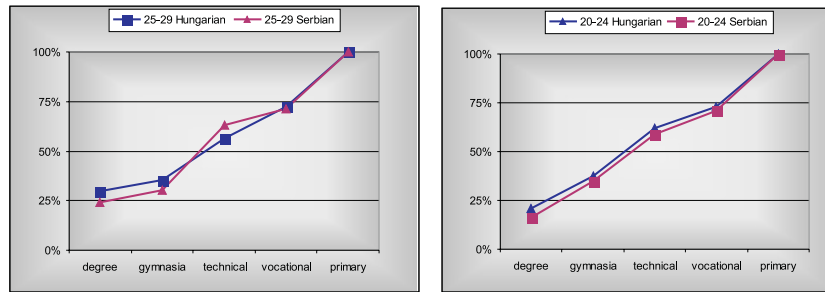 25-29 Hungarian 25-29 Serbian
100%
75%
50%
25%
0%
degree gymnasia technical vocational primary
20-24 Hungarian 20-24 Serbian
100%
75%
50%
25%
0%
degree gymnasia technical vocational primary